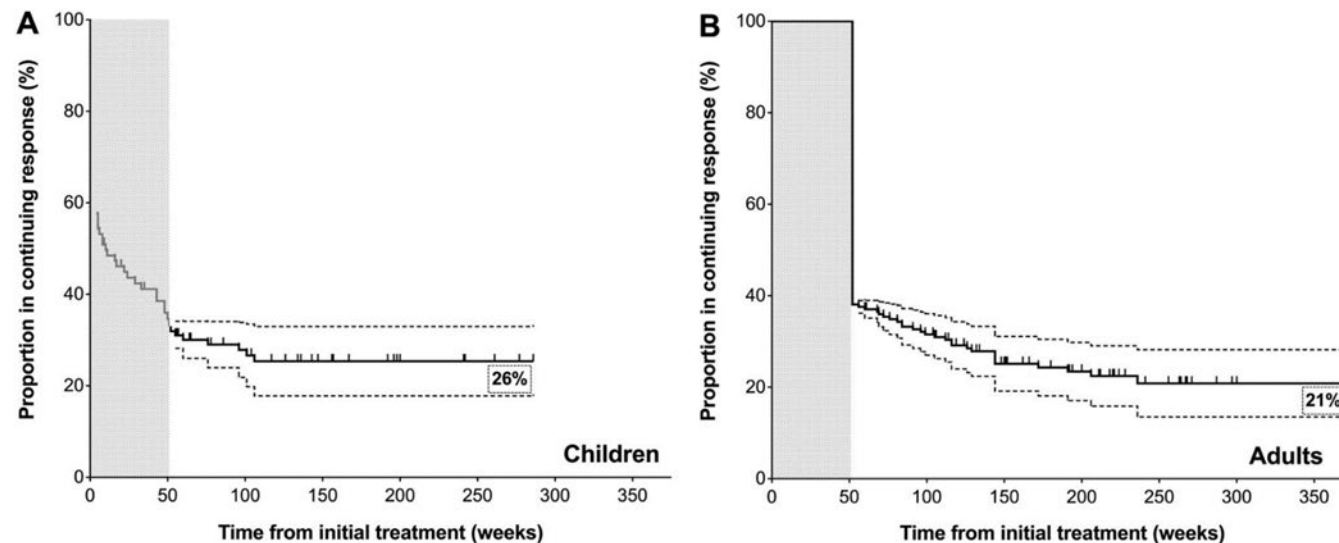 A
Proportion in continuing response (%)
100
80
60
40
20
0
26%
Children
0 50 100 150 200 250 300 350
Time from initial treatment (weeks)
B
Proportion in continuing response (%)
100
80
60
40
20
0
21%
Adults
0 50 100 150 200 250 300 350
Time from initial treatment (weeks)